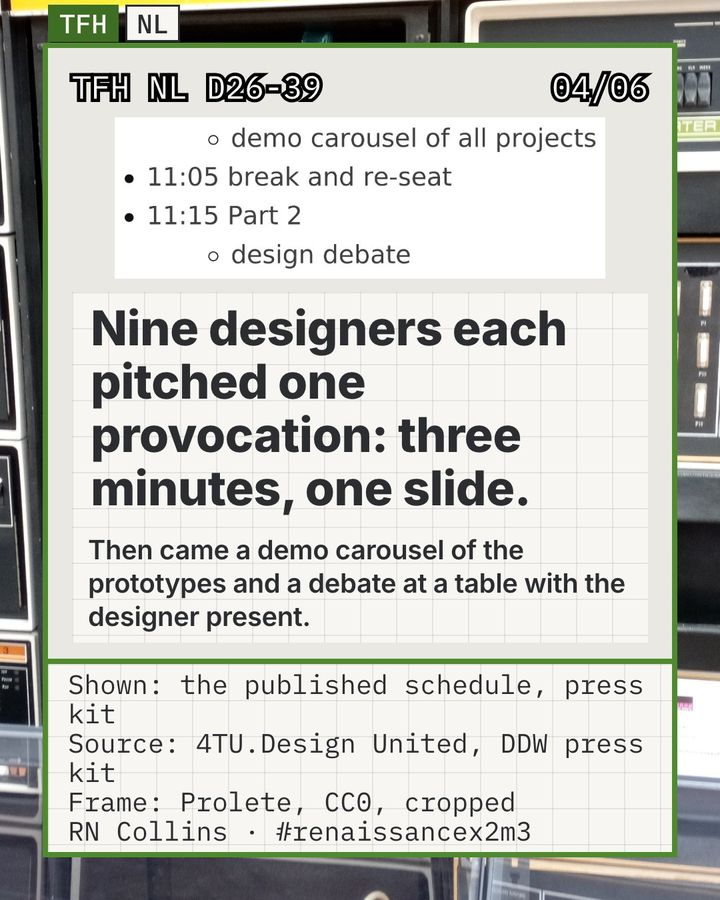 TFH NL
TFH NL D26-39 04/06
◦ demo carousel of all projects
• 11:05 break and re-seat
• 11:15 Part 2
◦ design debate
Nine designers each
pitched one
provocation: three
minutes, one slide.
Then came a demo carousel of the
prototypes and a debate at a table with the
designer present.
Shown: the published schedule, press
kit
Source: 4TU.Design United, DDW press
kit
Frame: Prolete, CC0, cropped
RN Collins · #renaissancex2m3